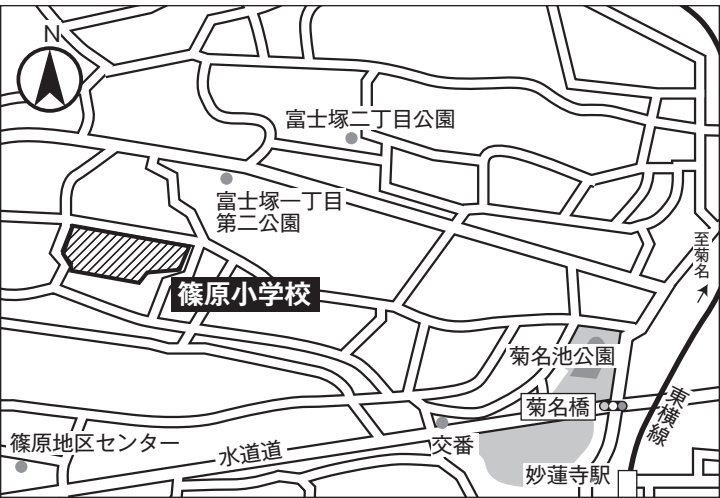 N
富士塚二丁目公園
富士塚一丁目
第二公園
至菊名
篠原小学校
菊名池公園
菊名橋
東横線
篠原地区センター
水道道
交番
妙蓮寺駅